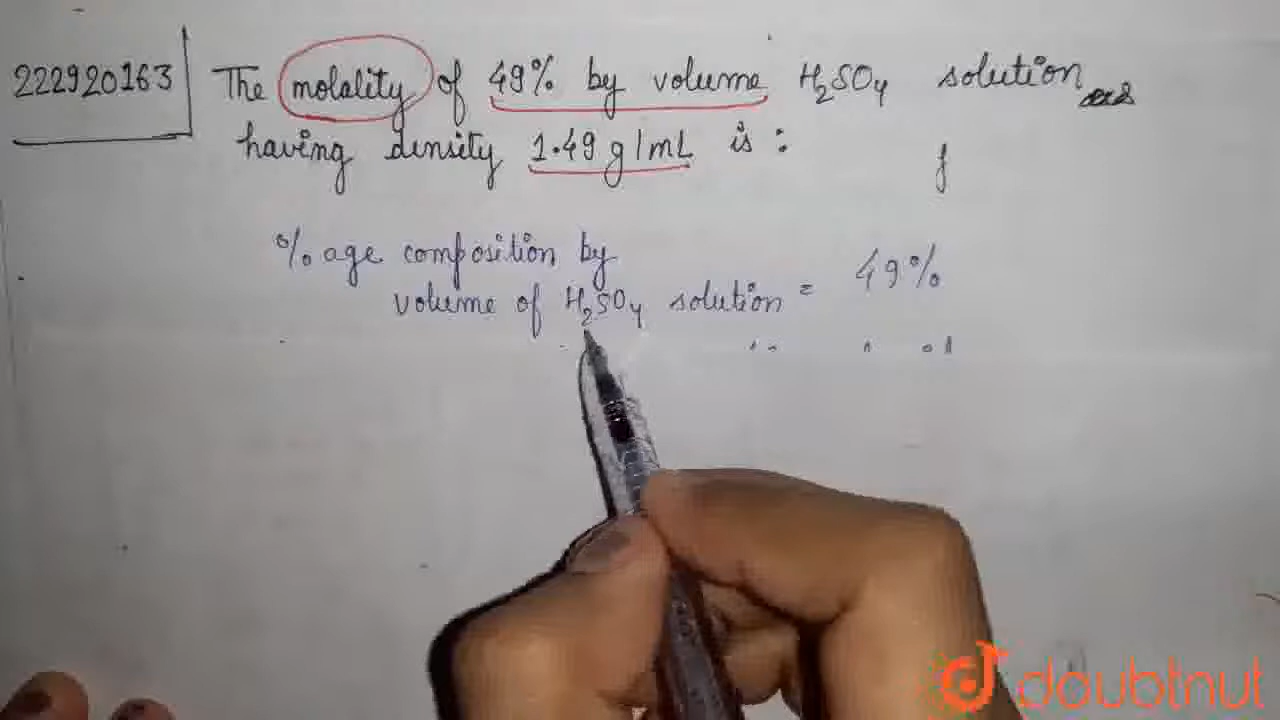 222920163
The molality of 49% by volume H₂SO₄ solution
having density 1.49 g/mL is :
% age composition by
volume of H₂SO₄ solution = 49%
doubtnut